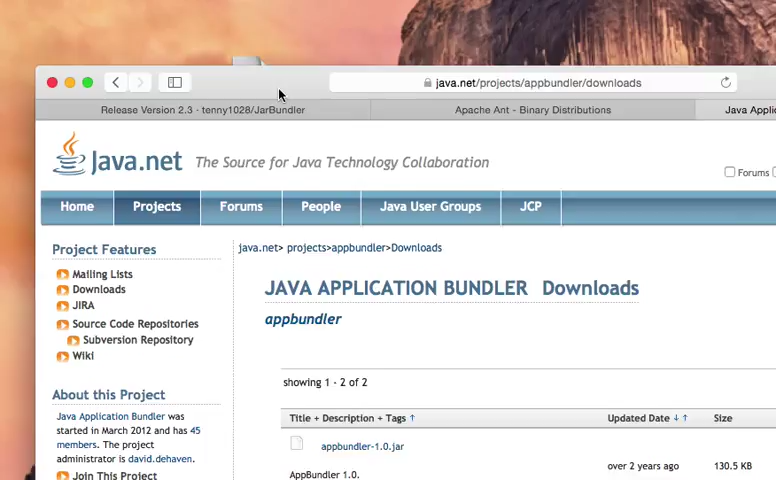 java.net/projects/appbundler/downloads
Release Version 2.3 · tenny1028/JarBundler
Apache Ant - Binary Distributions
Java Appl
Java.net
The Source for Java Technology Collaboration
Forums
Home
Projects
Forums
People
Java User Groups
JCP
Project Features
Mailing Lists
Downloads
JIRA
Source Code Repositories
Subversion Repository
Wiki
About this Project
Java Application Bundler was
started in March 2012 and has 45
members. The project
administrator is david.dehaven.
Join This Project
java.net> projects>appbundler>Downloads
JAVA APPLICATION BUNDLER Downloads
appbundler
showing 1 - 2 of 2
Title + Description + Tags ↑
Updated Date ↓ ↑
Size
appbundler-1.0.jar
over 2 years ago
130.5 KB
AppBundler 1.0.